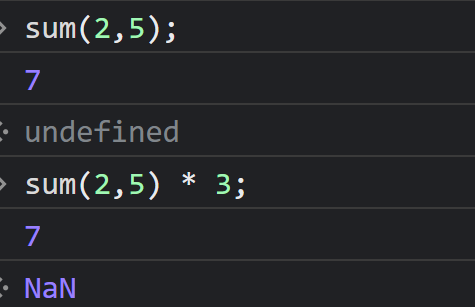 sum(2,5);
7
undefined
sum(2,5) * 3;
7
NaN